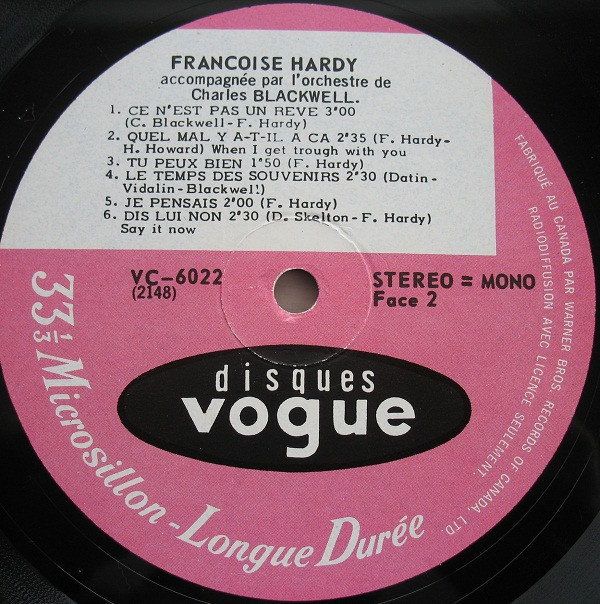 FRANCOISE HARDY
accompagnée par l'orchestre de
Charles BLACKWELL.
1. CE N'EST PAS UN REVE 3"00
(C. Blackwell-F. Hardy)
2. QUEL MAL Y A-T-IL A CA 2"35 (F. Hardy-
H. Howard) When I get trough with you
3. TU PEUX BIEN 1"50 (F. Hardy)
4. LE TEMPS DES SOUVENIRS 2"30 (Datin-
Vidalin-Blackwell)
5. JE PENSAIS 2"00 (F. Hardy)
6. DIS LUI NON 2"30 (D. Skelton-F. Hardy)
Say it now
VC-6022
(2148)
STEREO = MONO
Face 2
disques
vogue
33 1/3 Microsillon-Longue Durée
FABRIQUÉ AU CANADA PAR WARNER BROS. RECORDS OF CANADA, LTD.
RADIODIFFUSION AVEC LICENCE SEULEMENT.